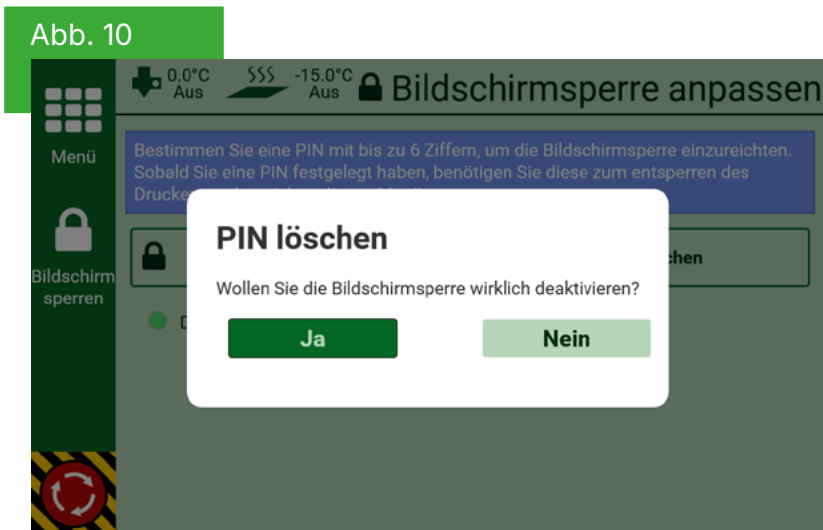 Abb. 10
0.0°C
Aus
-15.0°C
Aus
Bildschirmsperre anpassen
Menü
Bildschirm
sperren
Bestimmen Sie eine PIN mit bis zu 6 Ziffern, um die Bildschirmsperre einzureichten.
Sobald Sie eine PIN festgelegt haben, benötigen Sie diese zum entsperren des
PIN löschen
Wollen Sie die Bildschirmsperre wirklich deaktivieren?
Ja
Nein